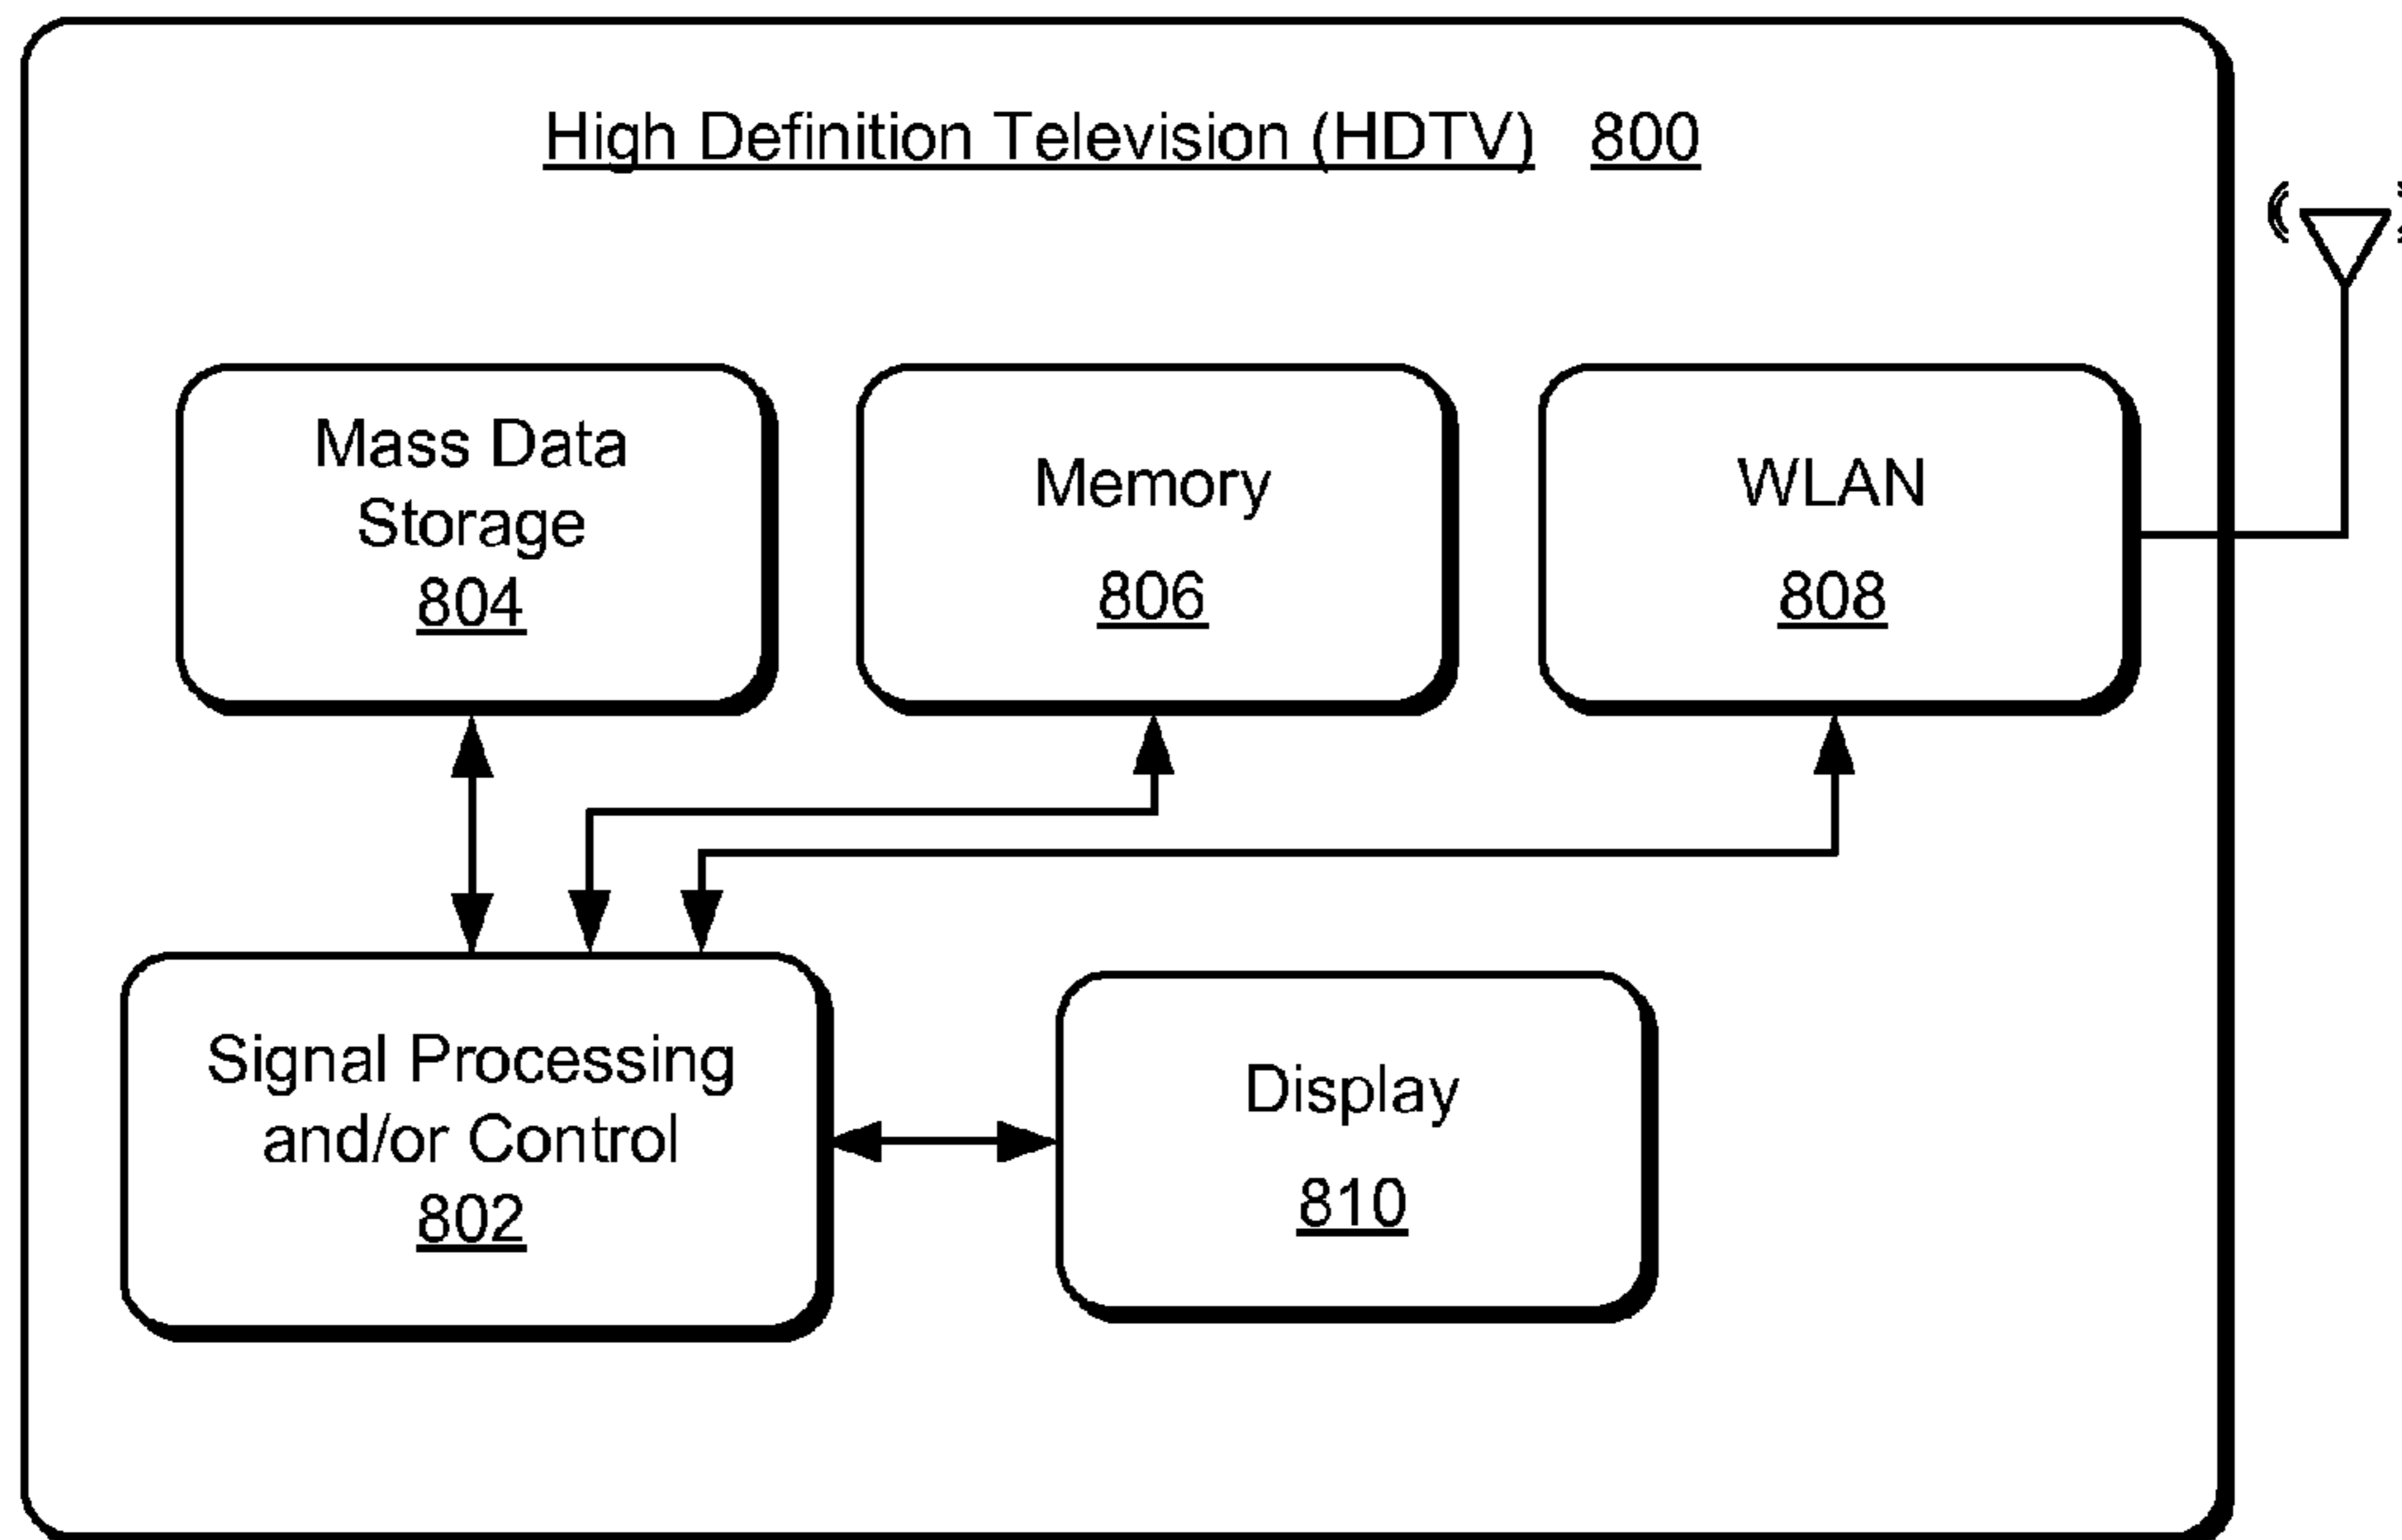 High Definition Television (HDTV) 800
Mass Data
Storage
804
Memory
806
WLAN
808
Signal Processing
and/or Control
802
Display
810